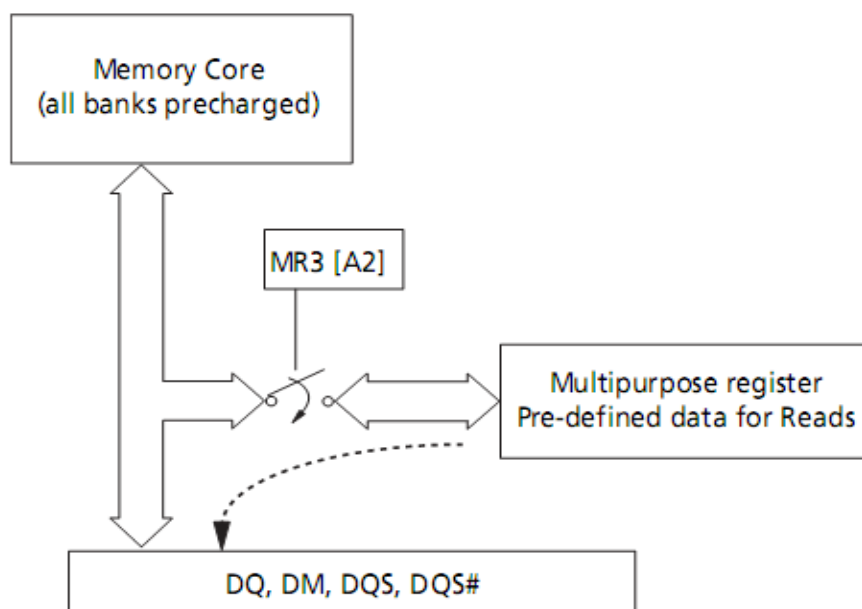 Memory Core
(all banks precharged)
MR3 [A2]
Multipurpose register
Pre-defined data for Reads
DQ, DM, DQS, DQS#